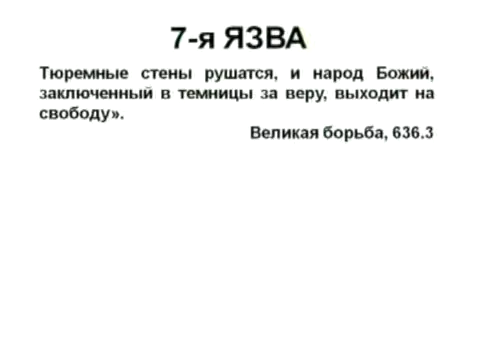 7-я ЯЗВА
Тюремные стены рушатся, и народ Божий,
заключенный в темницы за веру, выходит на
свободу».
Великая борьба, 636.3